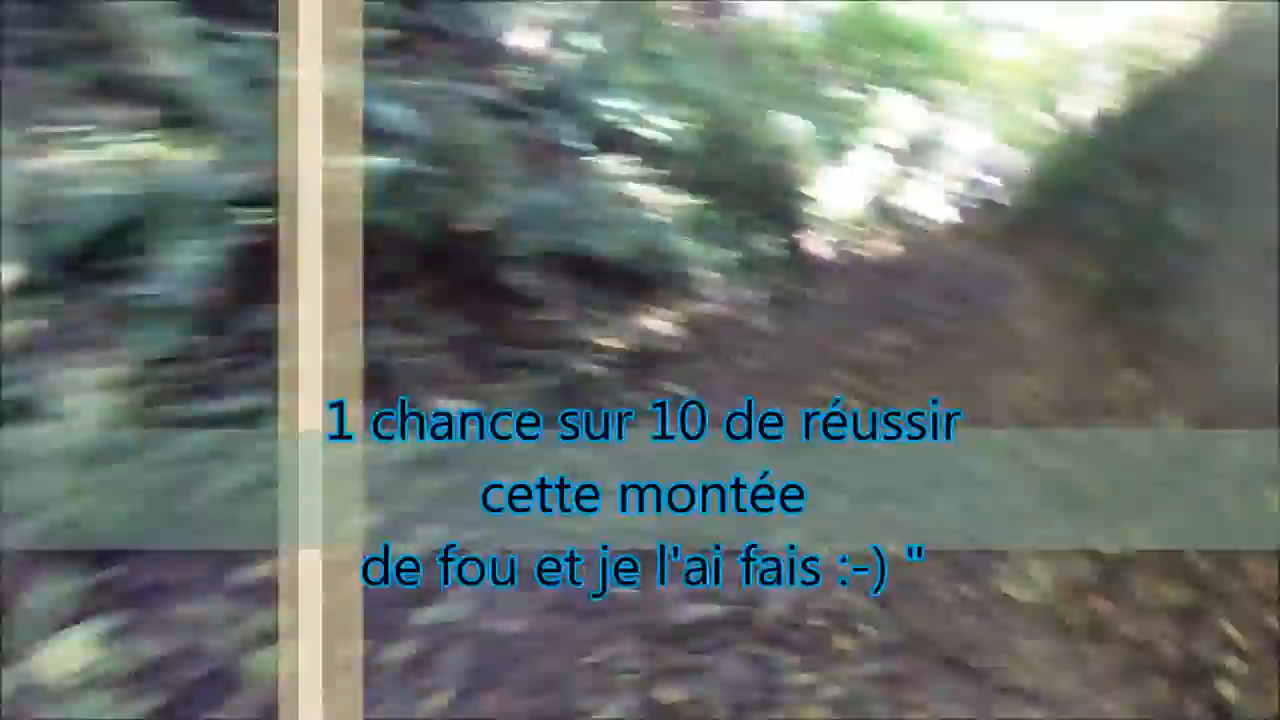 1 chance sur 10 de réussir
cette montée
de fou et je l'ai fais :-) "